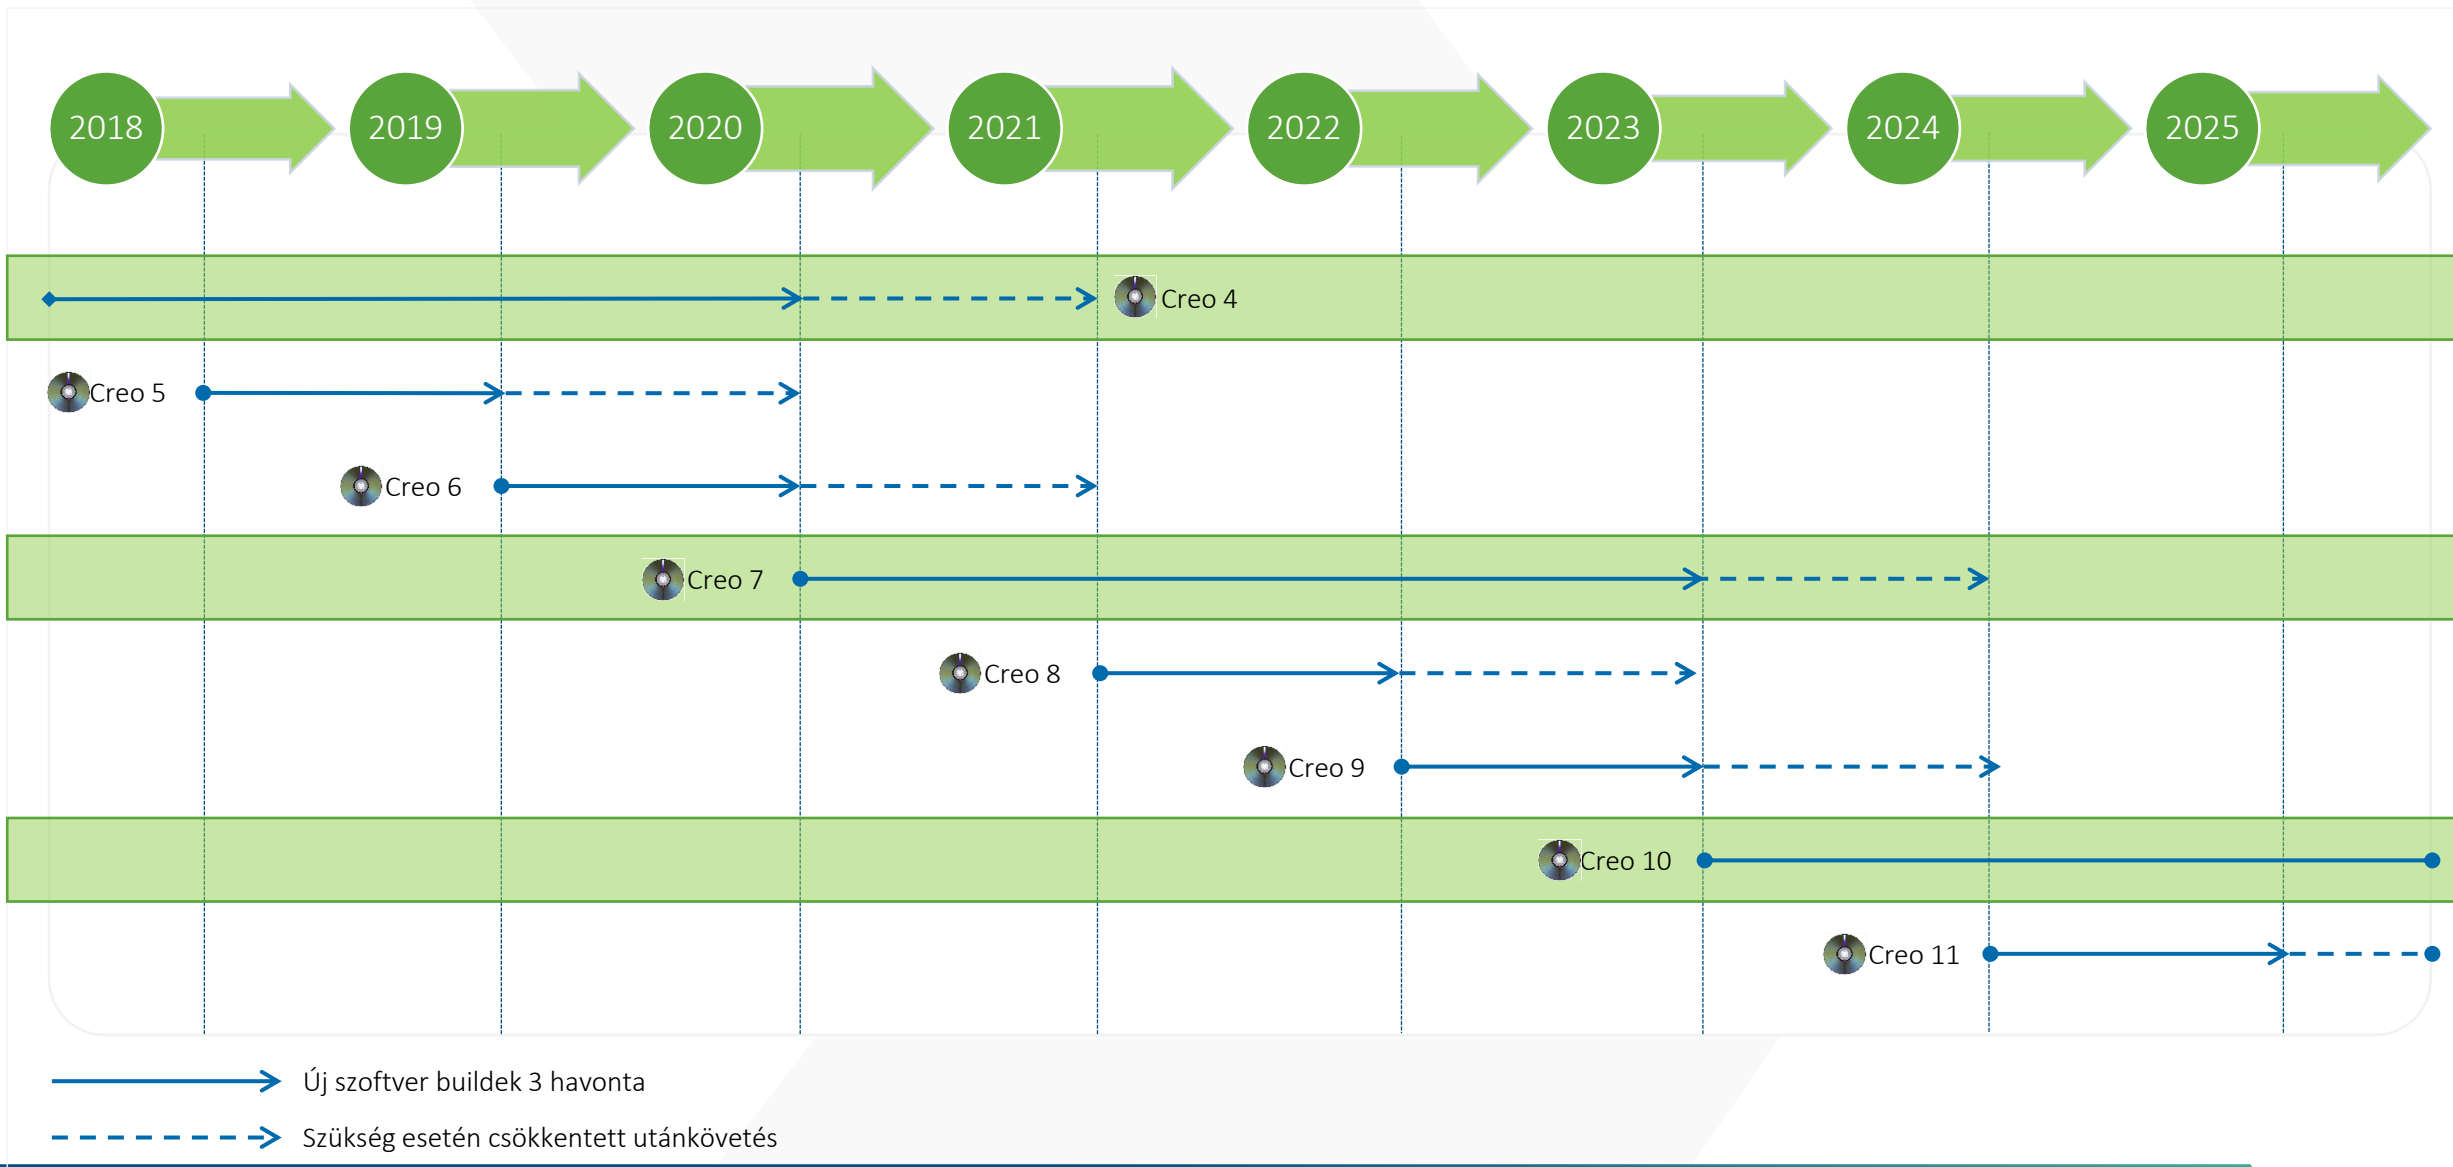 2018
2019
2020
2021
2022
2023
2024
2025
Creo 4
Creo 5
Creo 6
Creo 7
Creo 8
Creo 9
Creo 10
Creo 11
Új szoftver buildek 3 havonta
Szükség esetén csökkentett utánkövetés